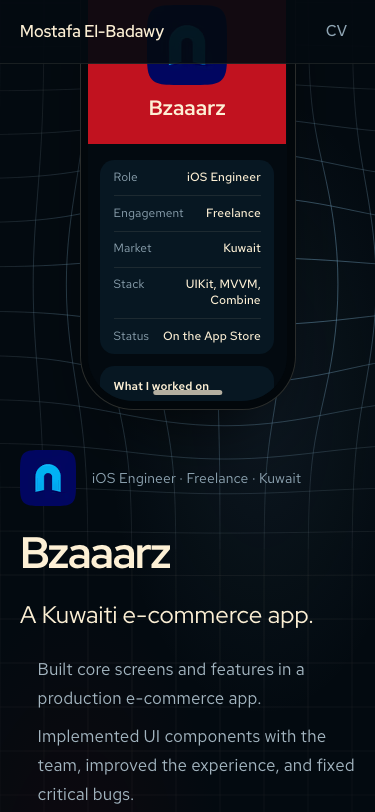 Mostafa El-Badawy
CV
Bzaaarz
Role iOS Engineer
Engagement Freelance
Market Kuwait
Stack UIKit, MVVM,
Combine
Status On the App Store
What I worked on
iOS Engineer · Freelance · Kuwait
Bzaaarz
A Kuwaiti e-commerce app.
Built core screens and features in a
production e-commerce app.
Implemented UI components with the
team, improved the experience, and fixed
critical bugs.